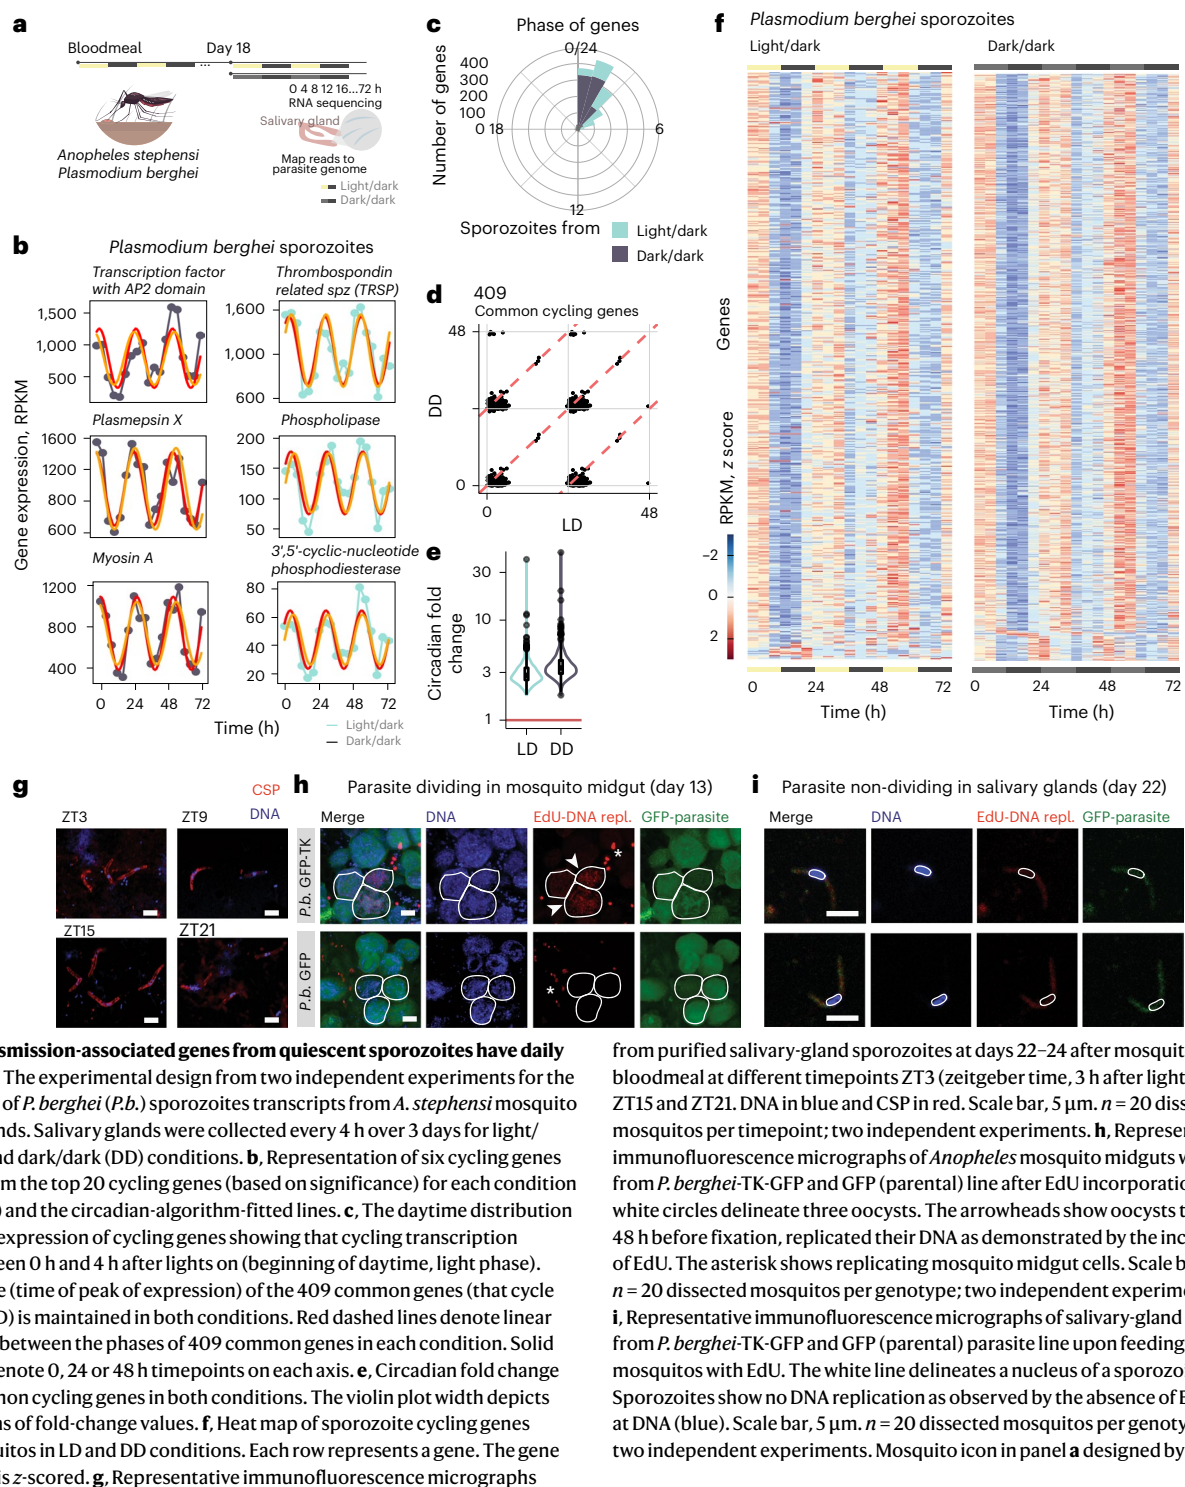 a
Bloodmeal
Day 18
...
0 4 8 12 16...72 h
RNA sequencing
Salivary gland
Map reads to
parasite genome
Anopheles stephensi
Plasmodium berghei
Light/dark
Dark/dark
b
Plasmodium berghei sporozoites
Gene expression, RPKM
Transcription factor
with AP2 domain
1,500
1,000
500
Thrombospondin
related spz (TRSP)
1,600
1,000
600
Plasmepsin X
1600
1200
800
600
Phospholipase
200
150
100
50
Myosin A
1200
800
400
3',5'-cyclic-nucleotide
phosphodiesterase
80
60
40
20
0 24 48 72
0 24 48 72
Time (h)
Light/dark
Dark/dark
c
Phase of genes
Number of genes
400
300
200
100
0
0/24
18
6
12
Sporozoites from
Light/dark
Dark/dark
d
409
Common cycling genes
48
DD
0
0
48
LD
e
Circadian fold
change
30
10
3
1
LD DD
f
Plasmodium berghei sporozoites
Light/dark
Dark/dark
Genes
RPKM, z score
–2
0
2
0 24 48 72
0 24 48 72
Time (h)
Time (h)
g
CSP
DNA
ZT3
ZT9
ZT15
ZT21
h
Parasite dividing in mosquito midgut (day 13)
Merge
DNA
EdU-DNA repl.
GFP-parasite
P.b. GFP-TK
*
P.b. GFP
*
i
Parasite non-dividing in salivary glands (day 22)
Merge
DNA
EdU-DNA repl.
GFP-parasite
smission-associated genes from quiescent sporozoites have daily
The experimental design from two independent experiments for the
of P. berghei (P.b.) sporozoites transcripts from A. stephensi mosquito
nds. Salivary glands were collected every 4 h over 3 days for light/
nd dark/dark (DD) conditions. b, Representation of six cycling genes
m the top 20 cycling genes (based on significance) for each condition
) and the circadian-algorithm-fitted lines. c, The daytime distribution
expression of cycling genes showing that cycling transcription
een 0 h and 4 h after lights on (beginning of daytime, light phase).
e (time of peak of expression) of the 409 common genes (that cycle
D) is maintained in both conditions. Red dashed lines denote linear
between the phases of 409 common genes in each condition. Solid
enote 0, 24 or 48 h timepoints on each axis. e, Circadian fold change
mon cycling genes in both conditions. The violin plot width depicts
ns of fold-change values. f, Heat map of sporozoite cycling genes
uitos in LD and DD conditions. Each row represents a gene. The gene
is z-scored. g, Representative immunofluorescence micrographs
from purified salivary-gland sporozoites at days 22–24 after mosquit
bloodmeal at different timepoints ZT3 (zeitgeber time, 3 h after light
ZT15 and ZT21. DNA in blue and CSP in red. Scale bar, 5 µm. n = 20 diss
mosquitos per timepoint; two independent experiments. h, Represen
immunofluorescence micrographs of Anopheles mosquito midguts w
from P. berghei-TK-GFP and GFP (parental) line after EdU incorporatio
white circles delineate three oocysts. The arrowheads show oocysts t
48 h before fixation, replicated their DNA as demonstrated by the inc
of EdU. The asterisk shows replicating mosquito midgut cells. Scale b
n = 20 dissected mosquitos per genotype; two independent experime
i, Representative immunofluorescence micrographs of salivary-gland
from P. berghei-TK-GFP and GFP (parental) parasite line upon feeding
mosquitos with EdU. The white line delineates a nucleus of a sporozoi
Sporozoites show no DNA replication as observed by the absence of E
at DNA (blue). Scale bar, 5 µm. n = 20 dissected mosquitos per genoty
two independent experiments. Mosquito icon in panel a designed by